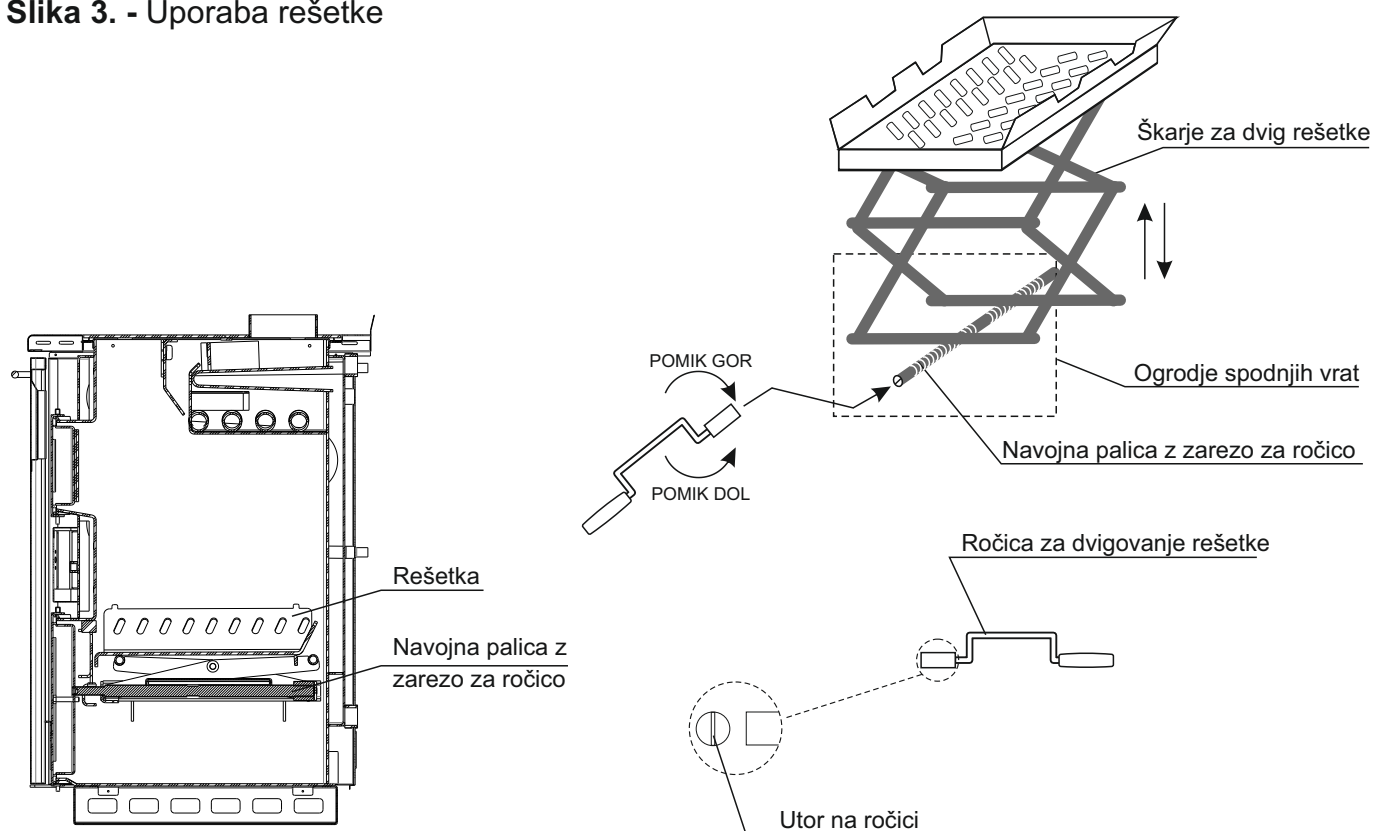 Slika 3. - Uporaba rešetke
Škarje za dvig rešetke
POMIK GOR
Ogrodje spodnjih vrat
Navojna palica z zarezo za ročico
POMIK DOL
Ročica za dvigovanje rešetke
Rešetka
Navojna palica z
zarezo za ročico
Utor na ročici